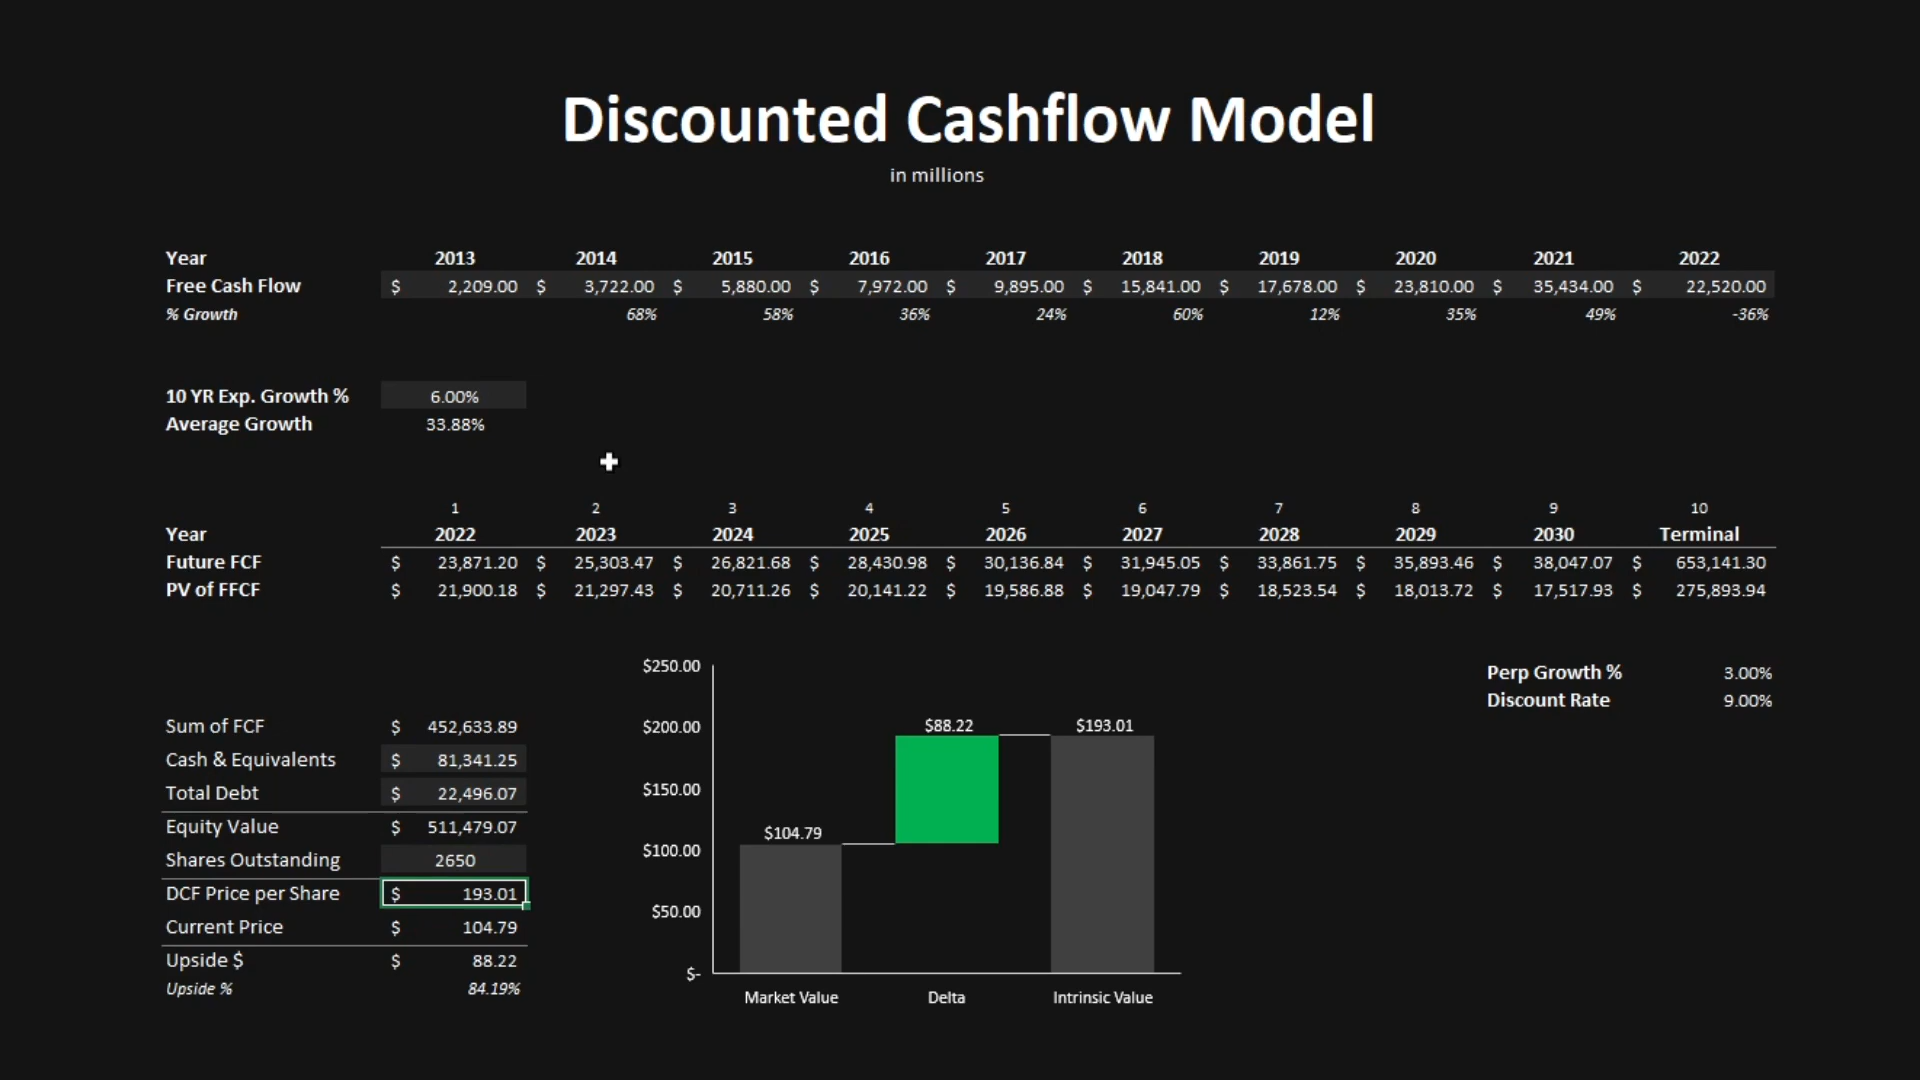 Discounted Cashflow Model
in millions
Year 2013 2014 2015 2016 2017 2018 2019 2020 2021 2022
Free Cash Flow $ 2,209.00 $ 3,722.00 $ 5,880.00 $ 7,972.00 $ 9,895.00 $ 15,841.00 $ 17,678.00 $ 23,810.00 $ 35,434.00 $ 22,520.00
% Growth 68% 58% 36% 24% 60% 12% 35% 49% -36%
10 YR Exp. Growth % 6.00%
Average Growth 33.88%
1 2 3 4 5 6 7 8 9 10
Year 2022 2023 2024 2025 2026 2027 2028 2029 2030 Terminal
Future FCF $ 23,871.20 $ 25,303.47 $ 26,821.68 $ 28,430.98 $ 30,136.84 $ 31,945.05 $ 33,861.75 $ 35,893.46 $ 38,047.07 $ 653,141.30
PV of FFCF $ 21,900.18 $ 21,297.43 $ 20,711.26 $ 20,141.22 $ 19,586.88 $ 19,047.79 $ 18,523.54 $ 18,013.72 $ 17,517.93 $ 275,893.94
Sum of FCF $ 452,633.89
Cash & Equivalents $ 81,341.25
Total Debt $ 22,496.07
Equity Value $ 511,479.07
Shares Outstanding 2650
DCF Price per Share $ 193.01
Current Price $ 104.79
Upside $ $ 88.22
Upside % 84.19%
$250.00
$200.00
$150.00
$100.00
$50.00
$-
$104.79
$88.22
$193.01
Market Value Delta Intrinsic Value
Perp Growth % 3.00%
Discount Rate 9.00%